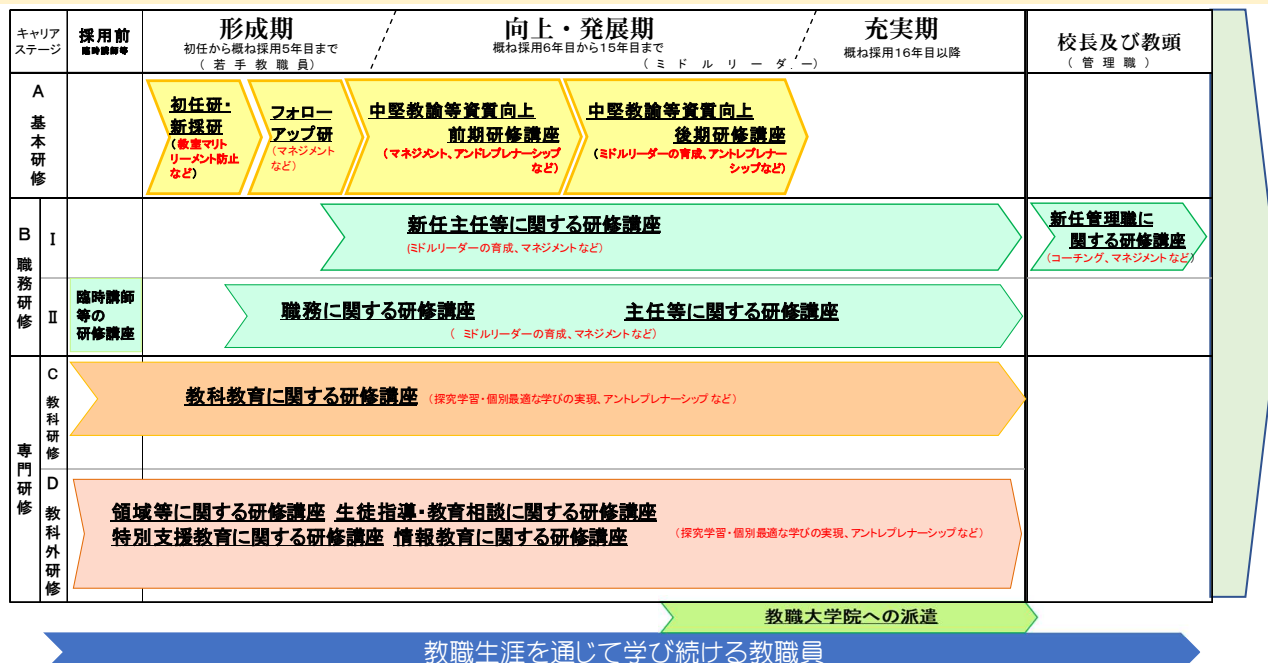 キャリア
ステージ
採用前
臨時講師等
形成期
初任から概ね採用5年目まで
（若手教職員）
向上・発展期
概ね採用6年目から15年目まで
（ミドルリーダー）
充実期
概ね採用16年目以降
校長及び教頭
（管理職）
A 基本研修
初任研・
新採研
(教室マルト
リーメント防止
など)
フォロー
アップ研
(マネジメント
など)
中堅教諭等資質向上
前期研修講座
(マネジメント、アンドレプレナーシップ
など)
中堅教諭等資質向上
後期研修講座
(ミドルリーダーの育成、アントレプレナー
シップなど)
B 職務研修
Ⅰ
新任主任等に関する研修講座
(ミドルリーダーの育成、マネジメントなど)
新任管理職に
関する研修講座
(コーチング、マネジメントなど)
Ⅱ
臨時講師
等の
研修講座
職務に関する研修講座 主任等に関する研修講座
（ ミドルリーダーの育成、マネジメントなど）
専門研修
C 教科研修
教科教育に関する研修講座 (探究学習・個別最適な学びの実現、アントレプレナーシップ など)
D 教科外研修
領域等に関する研修講座 生徒指導・教育相談に関する研修講座
特別支援教育に関する研修講座 情報教育に関する研修講座 (探究学習・個別最適な学びの実現、アントレプレナーシップなど)
教職大学院への派遣
教職生涯を通じて学び続ける教職員